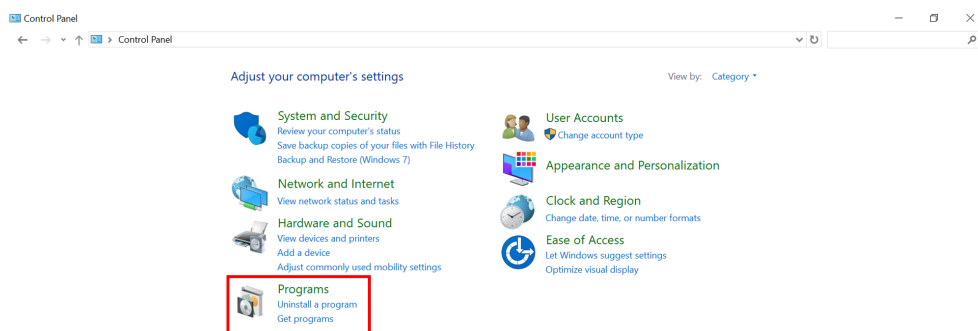 Control Panel
Control Panel
Adjust your computer's settings
View by: Category
System and Security
Review your computer's status
Save backup copies of your files with File History
Backup and Restore (Windows 7)
Network and Internet
View network status and tasks
Hardware and Sound
View devices and printers
Add a device
Adjust commonly used mobility settings
Programs
Uninstall a program
Get programs
User Accounts
Change account type
Appearance and Personalization
Clock and Region
Change date, time, or number formats
Ease of Access
Let Windows suggest settings
Optimize visual display